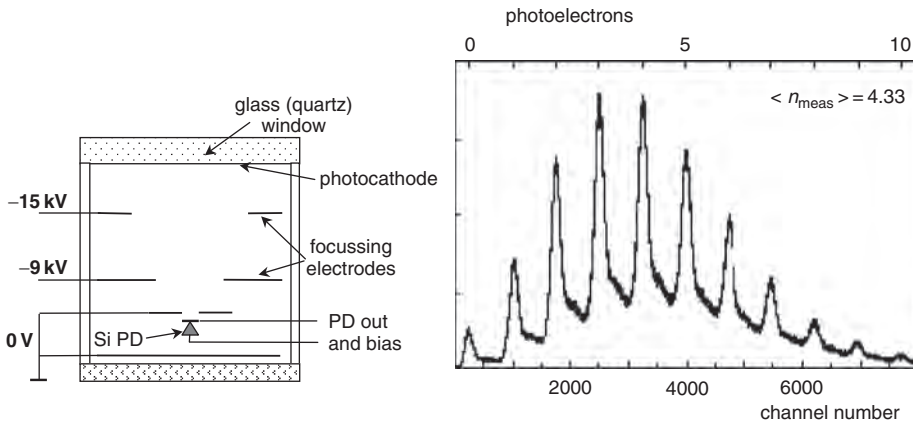 glass (quartz)
window
photocathode
−15 kV
focussing
electrodes
−9 kV
0 V
Si PD
PD out
and bias
photoelectrons
0 5 10
< n_meas > = 4.33
2000 4000 6000
channel number